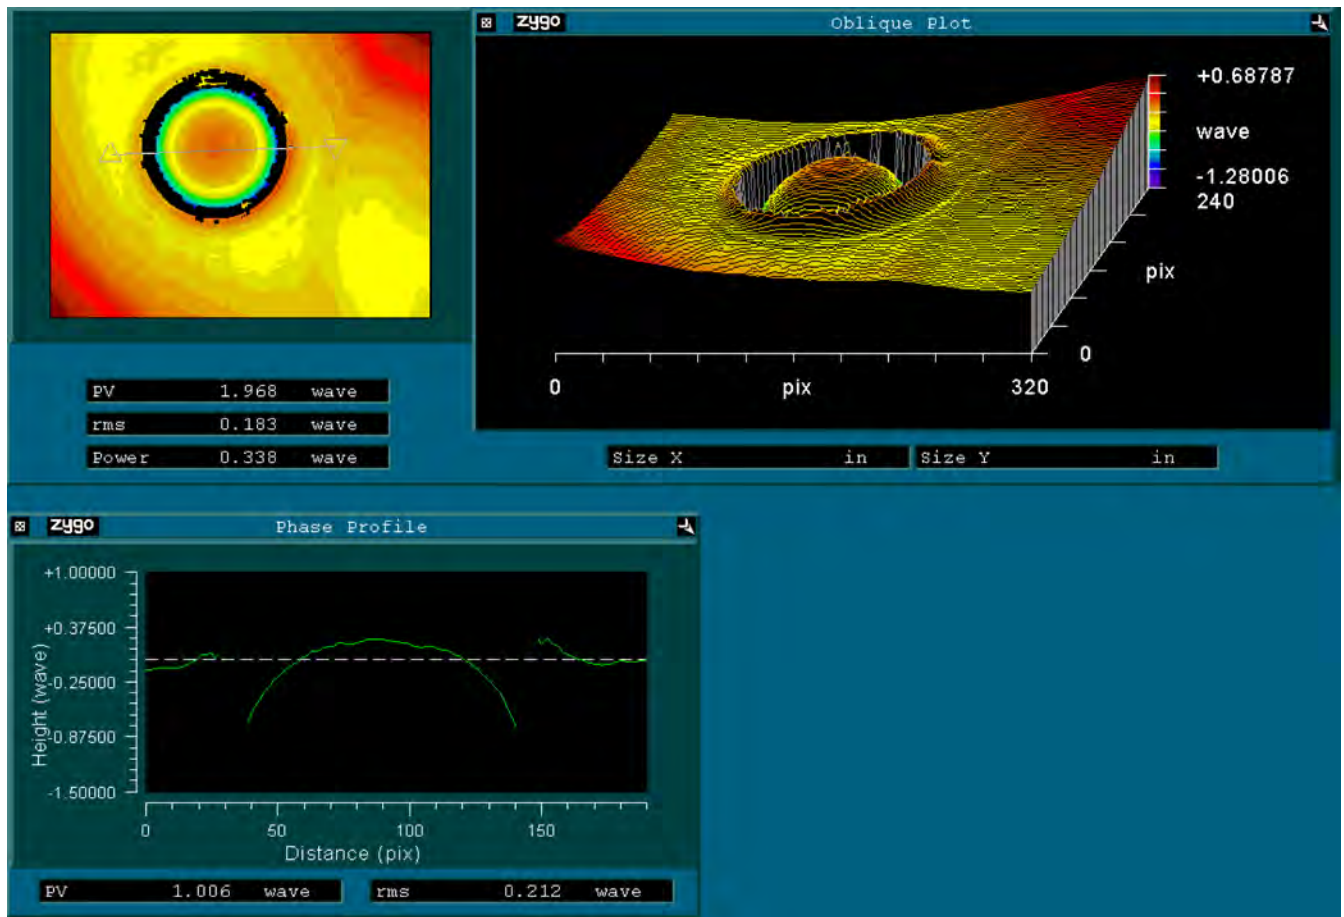 zygo Oblique Plot
+0.68787
wave
-1.28006
240
pix
0
0 pix 320
PV 1.968 wave
rms 0.183 wave
Power 0.338 wave
Size X in Size Y in
zygo Phase Profile
+1.00000
+0.37500
-0.25000
-0.87500
-1.50000
Height (wave)
0 50 100 150
Distance (pix)
PV 1.006 wave rms 0.212 wave